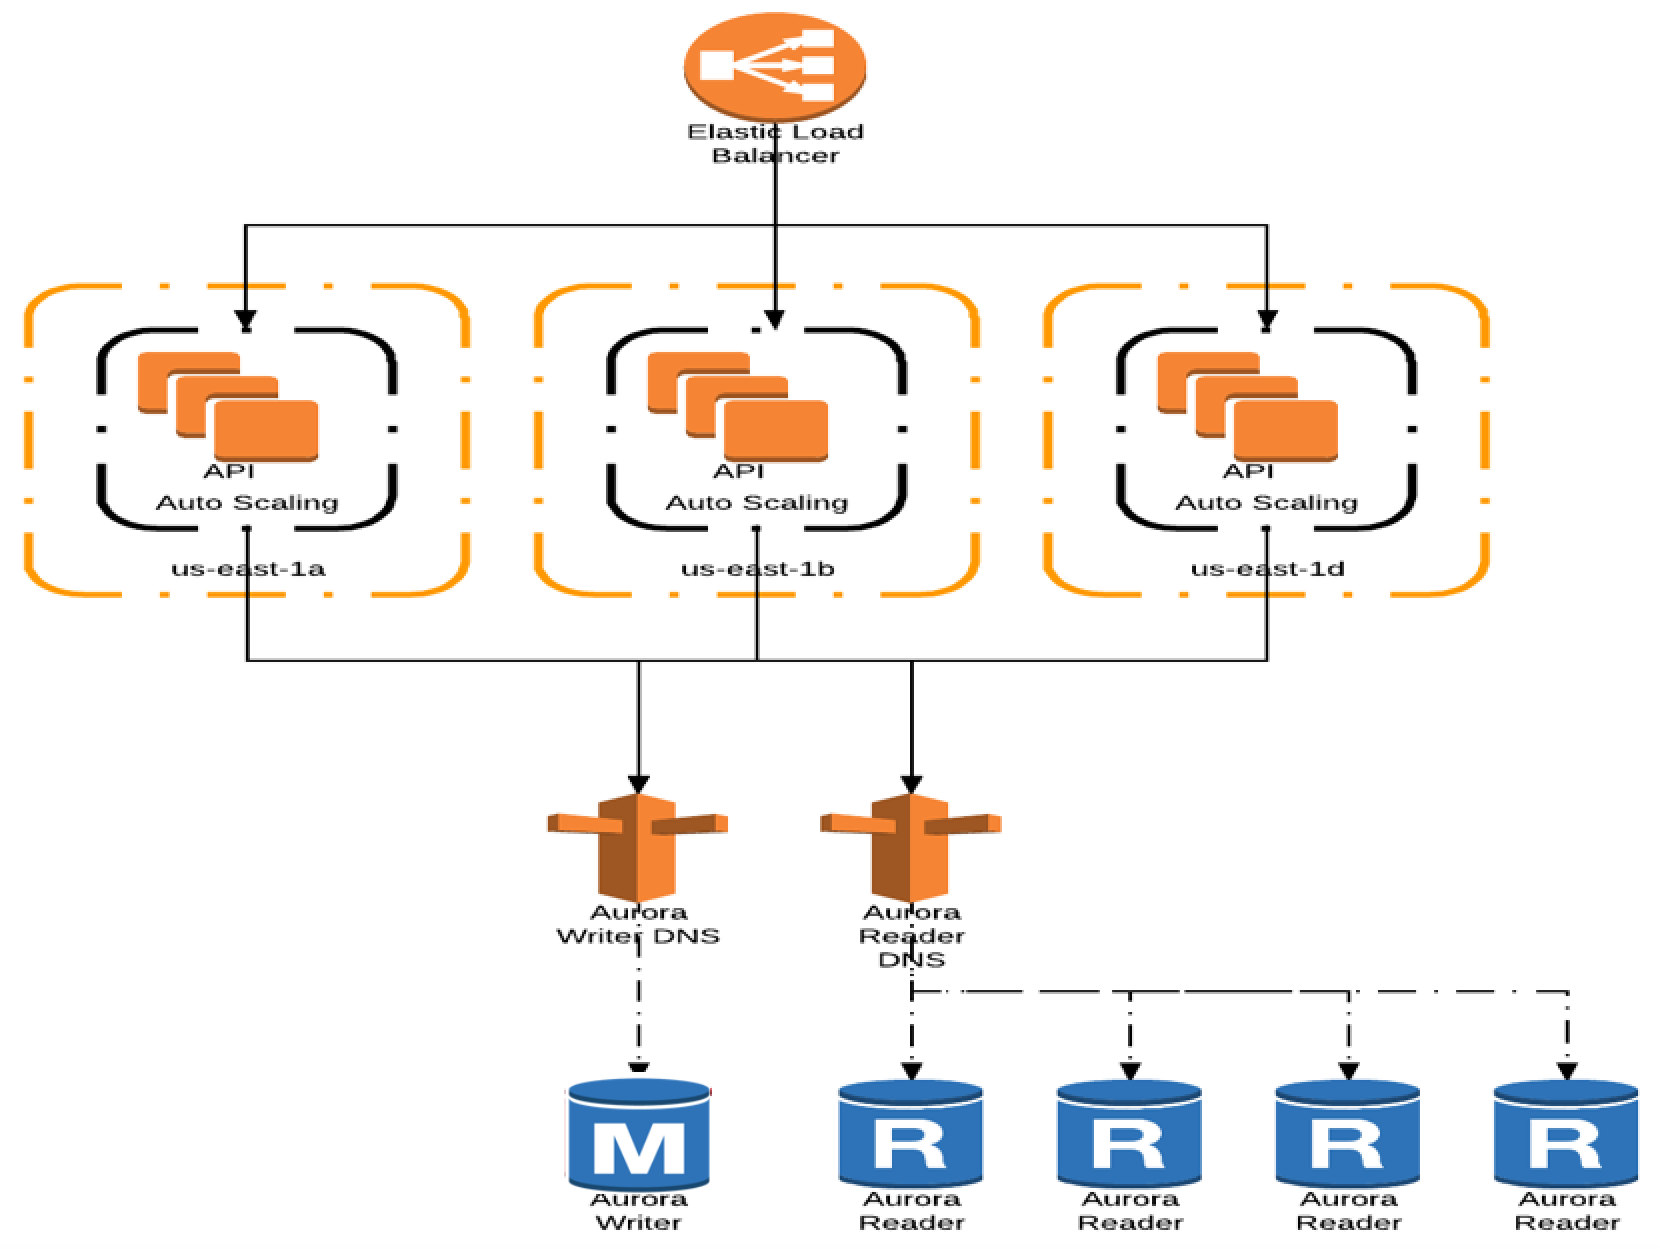 Elastic Load
Balancer
API
Auto Scaling
us-east-1a
API
Auto Scaling
us-east-1b
API
Auto Scaling
us-east-1d
Aurora
Writer DNS
Aurora
Reader
DNS
M
Aurora
Writer
R
Aurora
Reader
R
Aurora
Reader
R
Aurora
Reader
R
Aurora
Reader